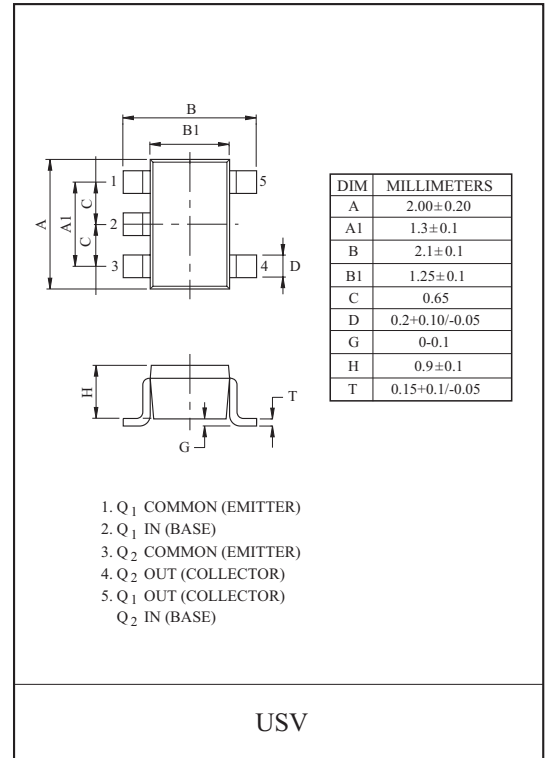 B
B1
1
5
A
A1
C
2
C
3
4
D
DIM MILLIMETERS
A 2.00±0.20
A1 1.3±0.1
B 2.1±0.1
B1 1.25±0.1
C 0.65
D 0.2+0.10/-0.05
G 0-0.1
H 0.9±0.1
T 0.15+0.1/-0.05
H
T
G
1. Q1 COMMON (EMITTER)
2. Q1 IN (BASE)
3. Q2 COMMON (EMITTER)
4. Q2 OUT (COLLECTOR)
5. Q1 OUT (COLLECTOR)
Q2 IN (BASE)
USV